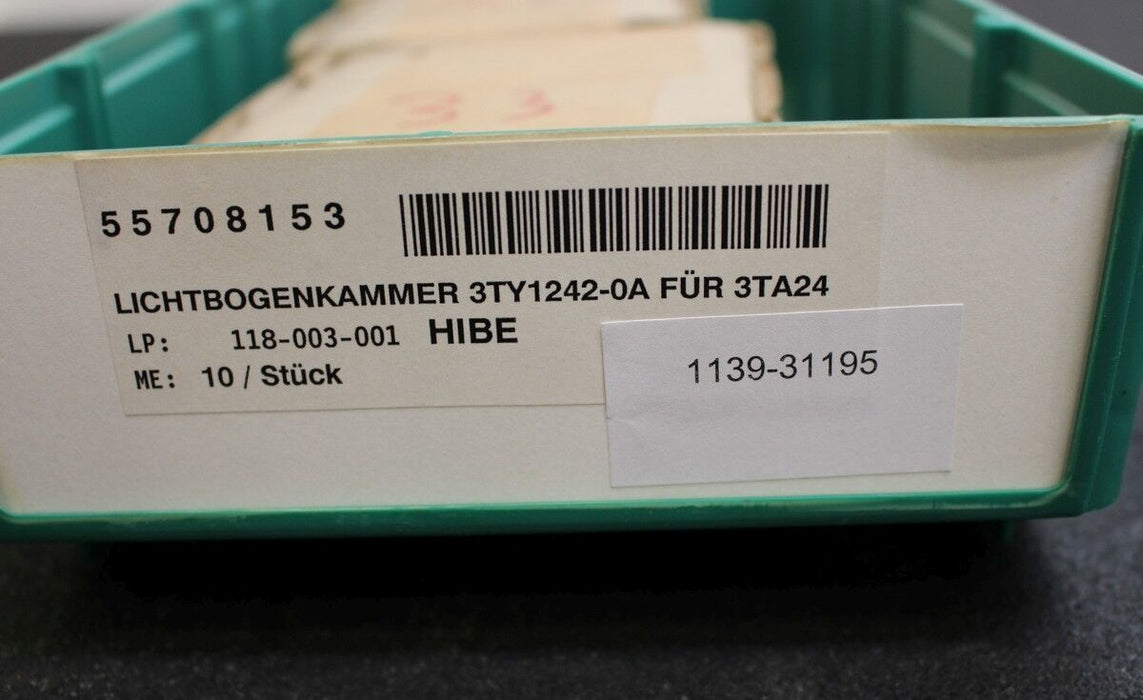 55708153
LICHTBOGENKAMMER 3TY1242-0A FÜR 3TA24
LP: 118-003-001 HIBE
ME: 10 / Stück
1139-31195